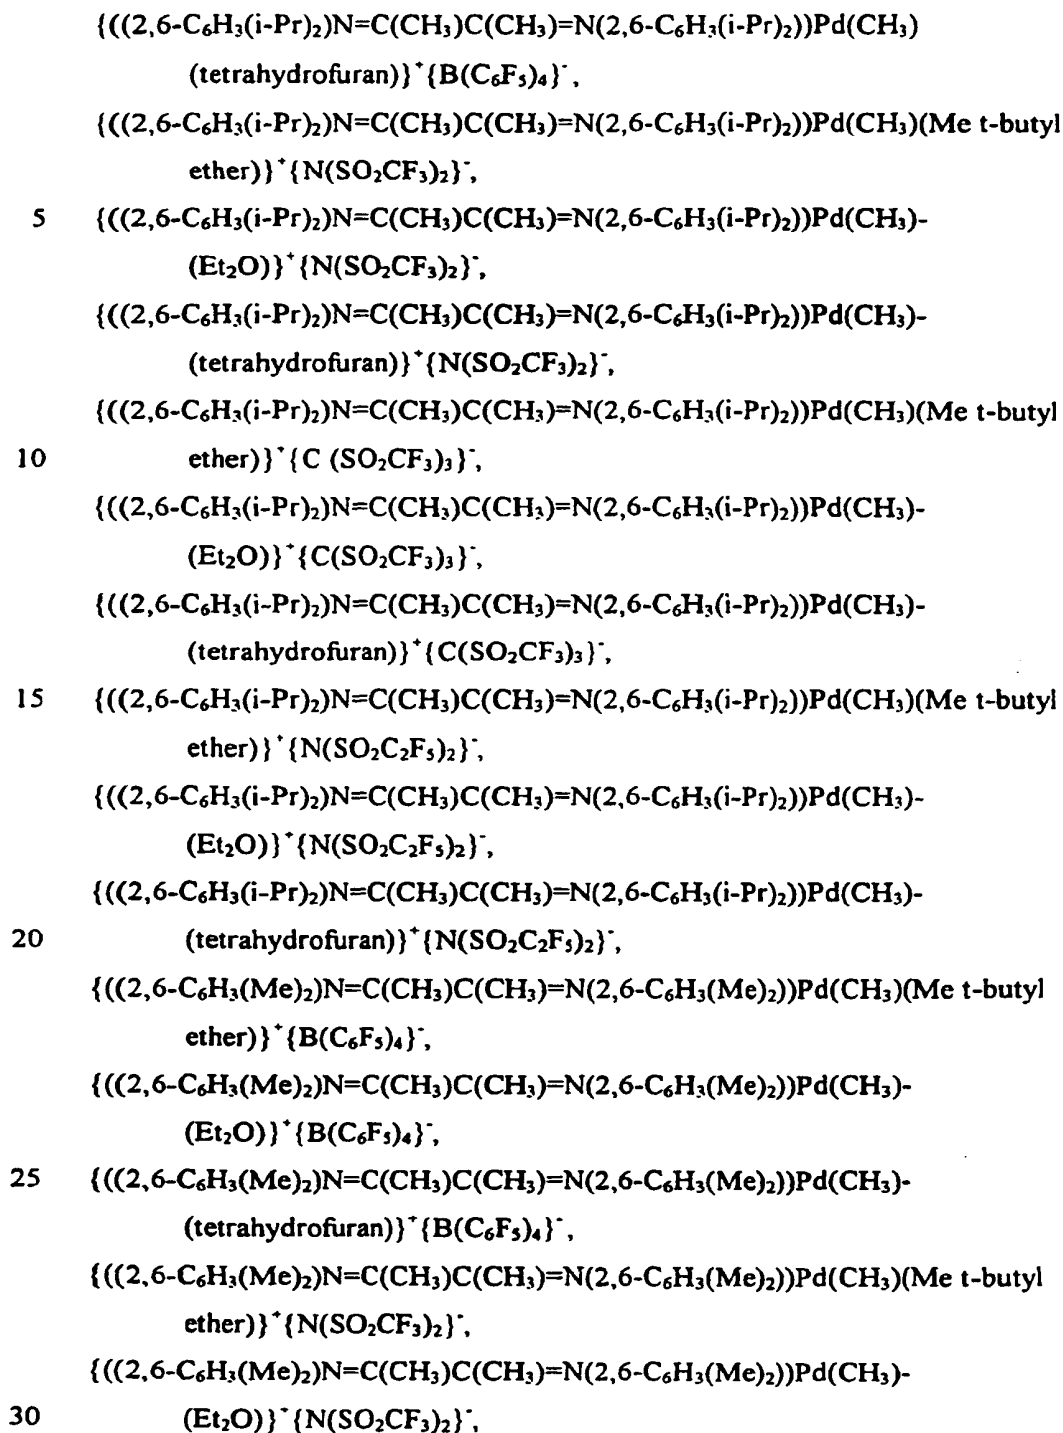 {((2,6-C₆H₃(i-Pr)₂)N=C(CH₃)C(CH₃)=N(2,6-C₆H₃(i-Pr)₂))Pd(CH₃)
(tetrahydrofuran)}⁺{B(C₆F₅)₄}⁻,
{((2,6-C₆H₃(i-Pr)₂)N=C(CH₃)C(CH₃)=N(2,6-C₆H₃(i-Pr)₂))Pd(CH₃)(Me t-butyl
ether)}⁺{N(SO₂CF₃)₂}⁻,
5 {((2,6-C₆H₃(i-Pr)₂)N=C(CH₃)C(CH₃)=N(2,6-C₆H₃(i-Pr)₂))Pd(CH₃)-
(Et₂O)}⁺{N(SO₂CF₃)₂}⁻,
{((2,6-C₆H₃(i-Pr)₂)N=C(CH₃)C(CH₃)=N(2,6-C₆H₃(i-Pr)₂))Pd(CH₃)-
(tetrahydrofuran)}⁺{N(SO₂CF₃)₂}⁻,
{((2,6-C₆H₃(i-Pr)₂)N=C(CH₃)C(CH₃)=N(2,6-C₆H₃(i-Pr)₂))Pd(CH₃)(Me t-butyl
10 ether)}⁺{C (SO₂CF₃)₃}⁻,
{((2,6-C₆H₃(i-Pr)₂)N=C(CH₃)C(CH₃)=N(2,6-C₆H₃(i-Pr)₂))Pd(CH₃)-
(Et₂O)}⁺{C(SO₂CF₃)₃}⁻,
{((2,6-C₆H₃(i-Pr)₂)N=C(CH₃)C(CH₃)=N(2,6-C₆H₃(i-Pr)₂))Pd(CH₃)-
(tetrahydrofuran)}⁺{C(SO₂CF₃)₃}⁻,
15 {((2,6-C₆H₃(i-Pr)₂)N=C(CH₃)C(CH₃)=N(2,6-C₆H₃(i-Pr)₂))Pd(CH₃)(Me t-butyl
ether)}⁺{N(SO₂C₂F₅)₂}⁻,
{((2,6-C₆H₃(i-Pr)₂)N=C(CH₃)C(CH₃)=N(2,6-C₆H₃(i-Pr)₂))Pd(CH₃)-
(Et₂O)}⁺{N(SO₂C₂F₅)₂}⁻,
{((2,6-C₆H₃(i-Pr)₂)N=C(CH₃)C(CH₃)=N(2,6-C₆H₃(i-Pr)₂))Pd(CH₃)-
20 (tetrahydrofuran)}⁺{N(SO₂C₂F₅)₂}⁻,
{((2,6-C₆H₃(Me)₂)N=C(CH₃)C(CH₃)=N(2,6-C₆H₃(Me)₂))Pd(CH₃)(Me t-butyl
ether)}⁺{B(C₆F₅)₄}⁻,
{((2,6-C₆H₃(Me)₂)N=C(CH₃)C(CH₃)=N(2,6-C₆H₃(Me)₂))Pd(CH₃)-
(Et₂O)}⁺{B(C₆F₅)₄}⁻,
25 {((2,6-C₆H₃(Me)₂)N=C(CH₃)C(CH₃)=N(2,6-C₆H₃(Me)₂))Pd(CH₃)-
(tetrahydrofuran)}⁺{B(C₆F₅)₄}⁻,
{((2,6-C₆H₃(Me)₂)N=C(CH₃)C(CH₃)=N(2,6-C₆H₃(Me)₂))Pd(CH₃)(Me t-butyl
ether)}⁺{N(SO₂CF₃)₂}⁻,
{((2,6-C₆H₃(Me)₂)N=C(CH₃)C(CH₃)=N(2,6-C₆H₃(Me)₂))Pd(CH₃)-
30 (Et₂O)}⁺{N(SO₂CF₃)₂}⁻,